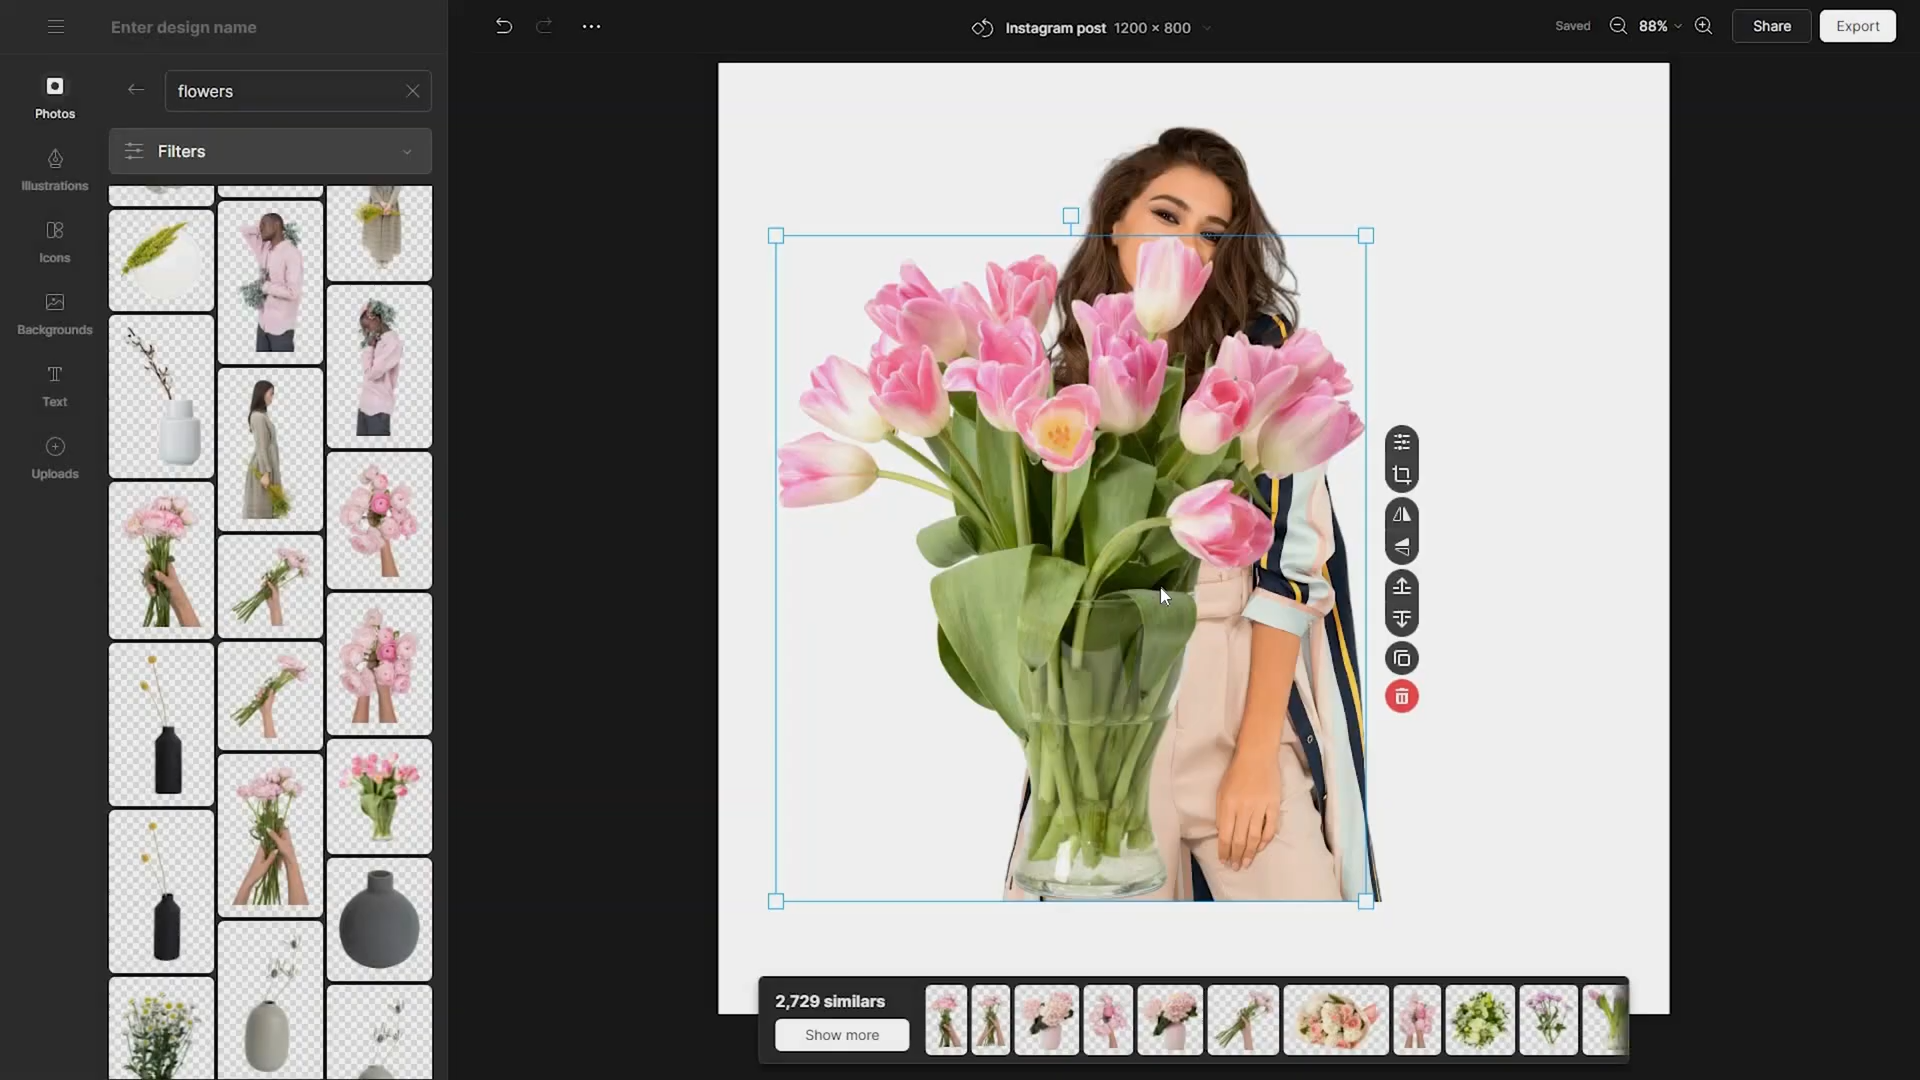 Enter design name
Instagram post 1200 × 800
Saved
88%
Share
Export
Photos
flowers
Filters
Illustrations
Icons
Backgrounds
Text
Uploads
2,729 similars
Show more